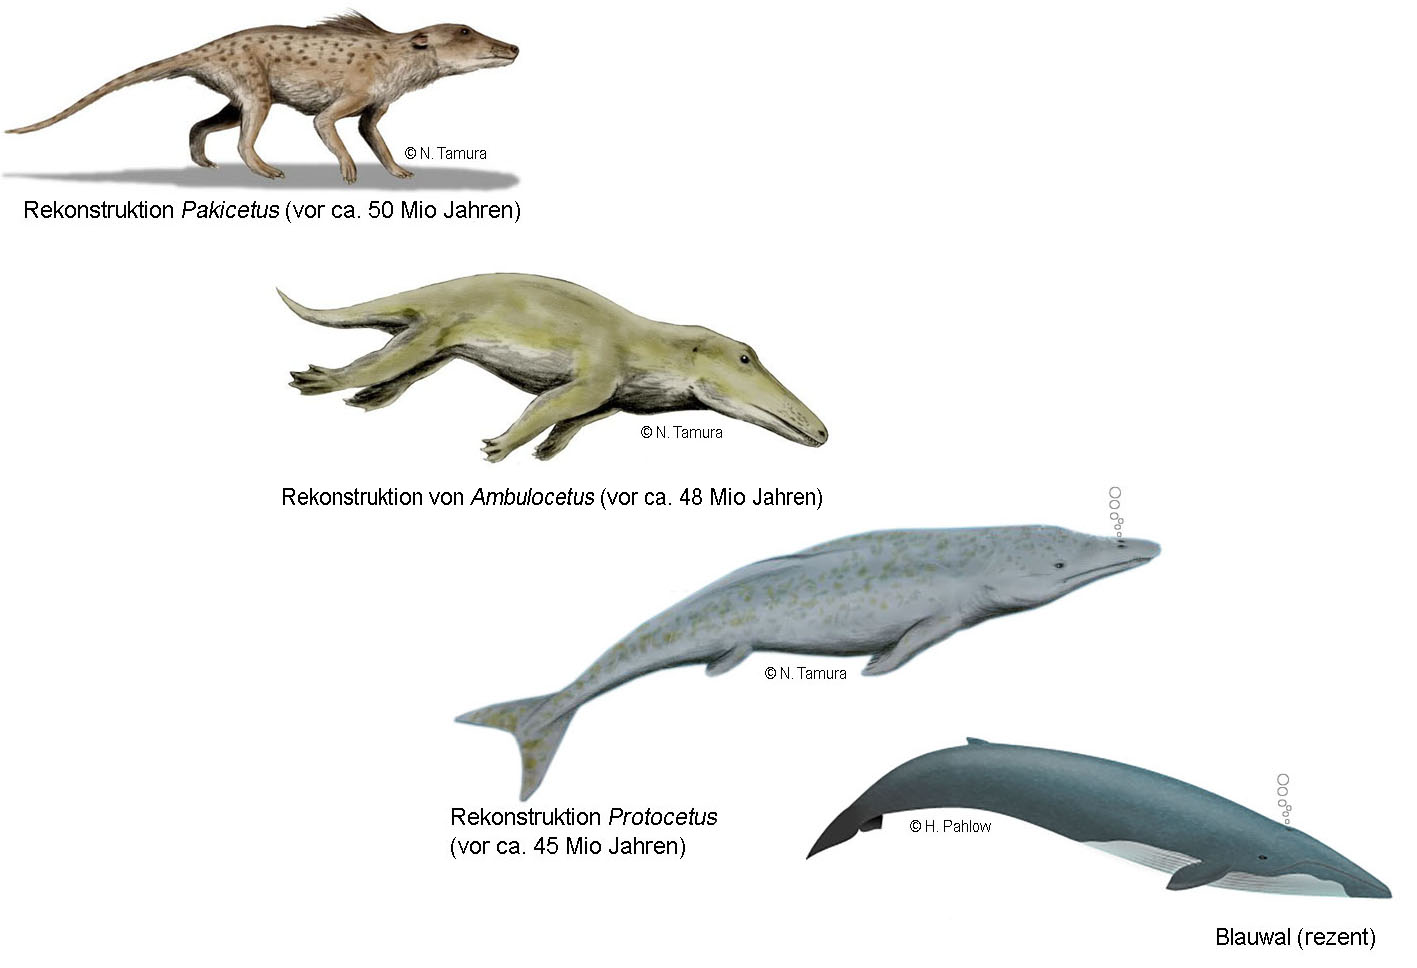 © N. Tamura
Rekonstruktion Pakicetus (vor ca. 50 Mio Jahren)
© N. Tamura
Rekonstruktion von Ambulocetus (vor ca. 48 Mio Jahren)
© N. Tamura
Rekonstruktion Protocetus
(vor ca. 45 Mio Jahren)
© H. Pahlow
Blauwal (rezent)